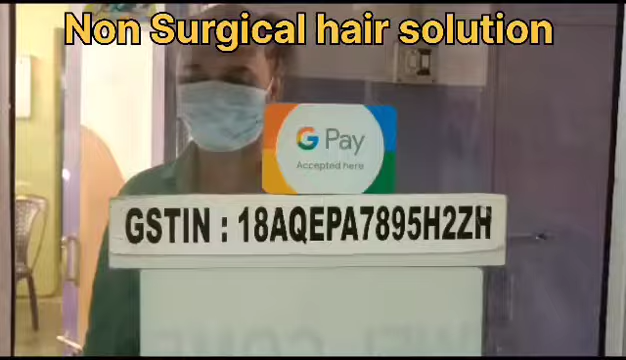 Non Surgical hair solution
G Pay
Accepted here
GSTIN : 18AQEPA7895H2ZH